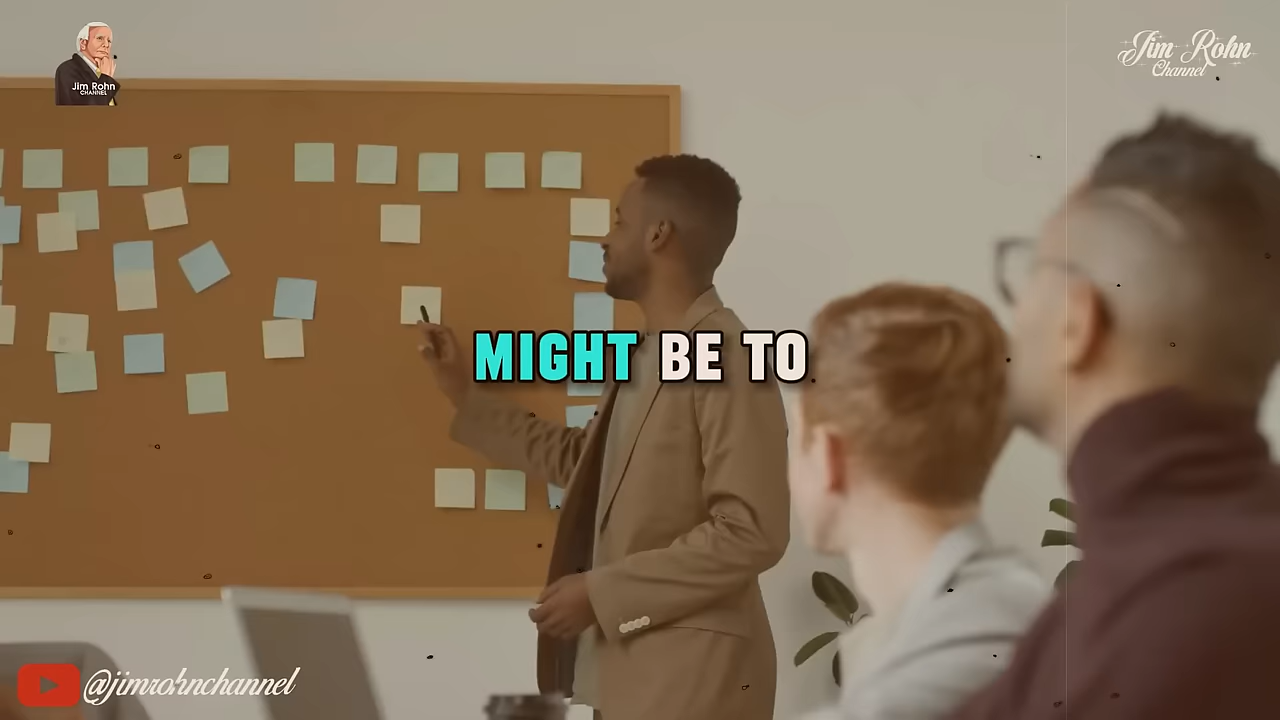 Jim Rohn
CHANNEL
Jim Rohn
Channel
MIGHT BE TO
@jimrohnchannel